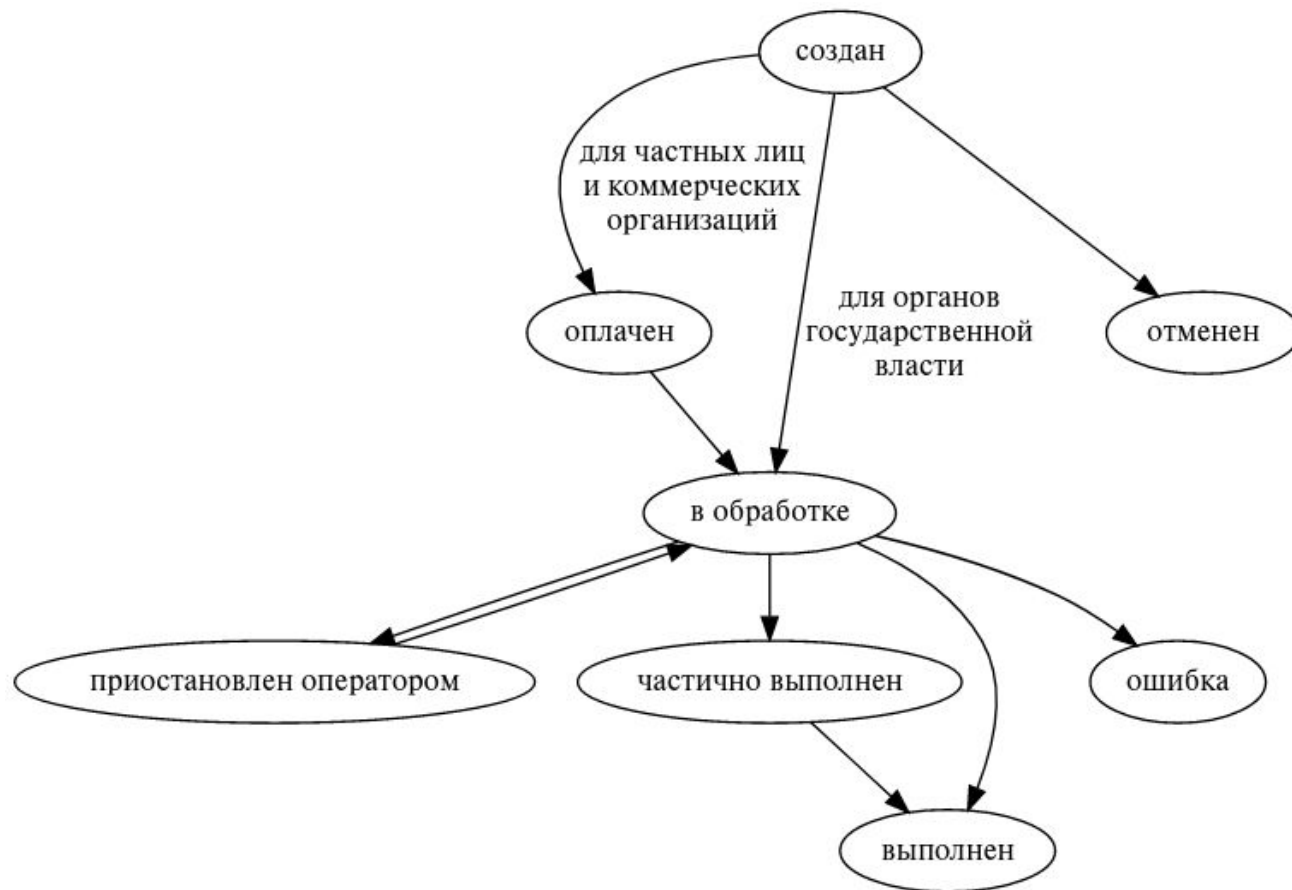 создан
для частных лиц
и коммерческих
организаций
для органов
государственной
власти
оплачен
отменен
в обработке
приостановлен оператором
частично выполнен
ошибка
выполнен